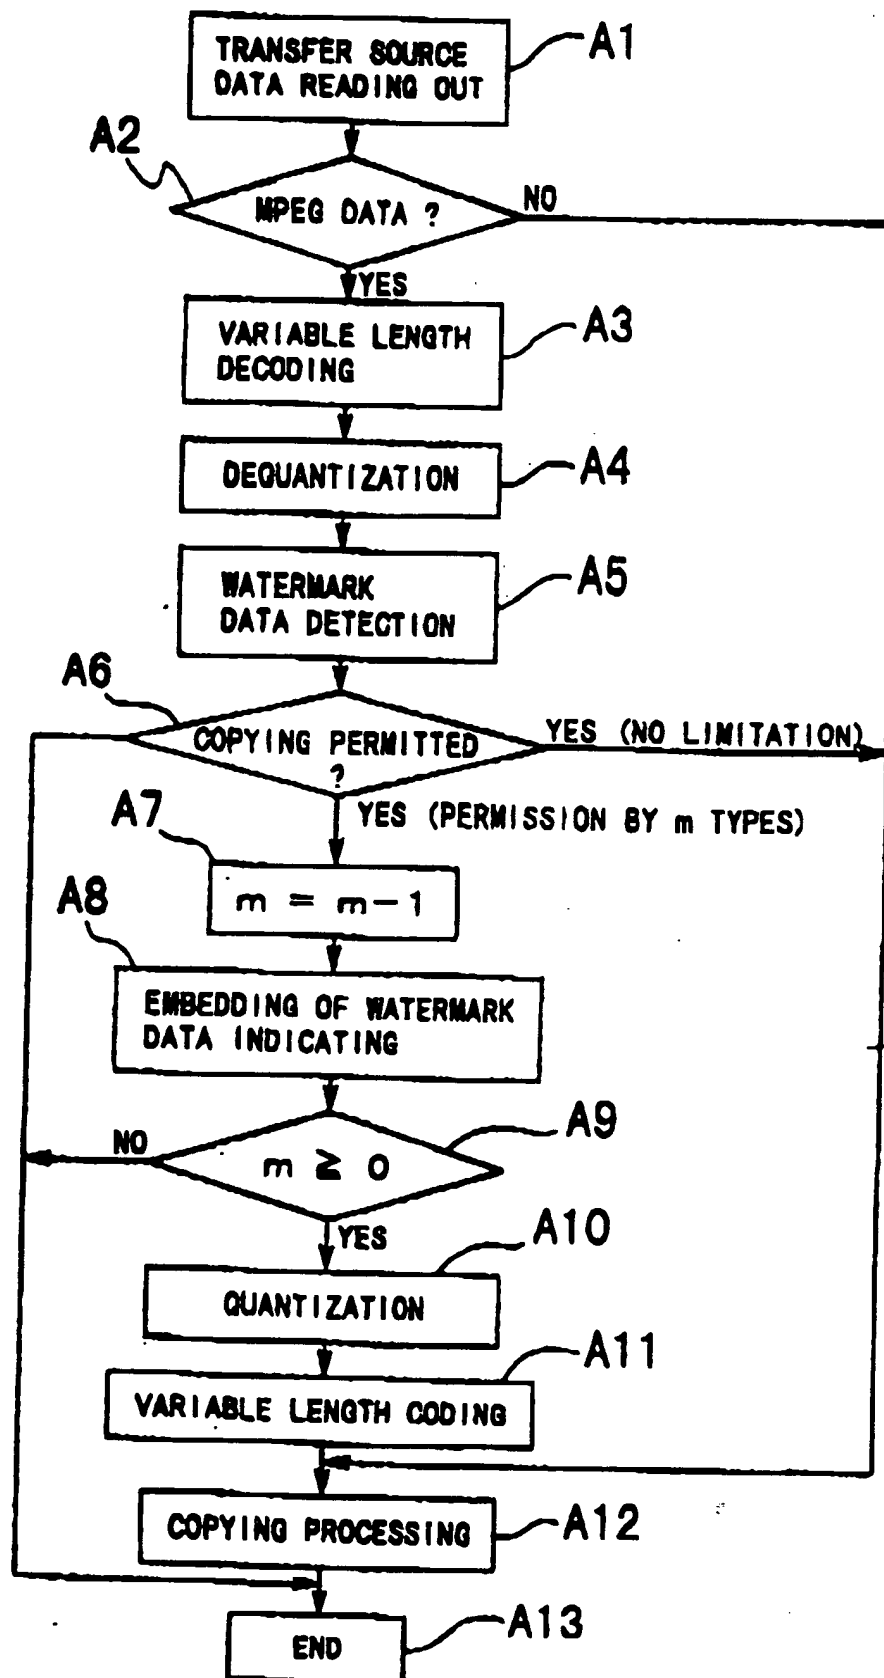 TRANSFER SOURCE
DATA READING OUT
A1
A2
MPEG DATA ?
NO
YES
VARIABLE LENGTH
DECODING
A3
DEQUANTIZATION
A4
WATERMARK
DATA DETECTION
A5
A6
COPYING PERMITTED
?
YES (NO LIMITATION)
YES (PERMISSION BY m TYPES)
A7
m = m-1
A8
EMBEDDING OF WATERMARK
DATA INDICATING
A9
NO
m ≧ 0
YES
A10
QUANTIZATION
A11
VARIABLE LENGTH CODING
COPYING PROCESSING
A12
END
A13